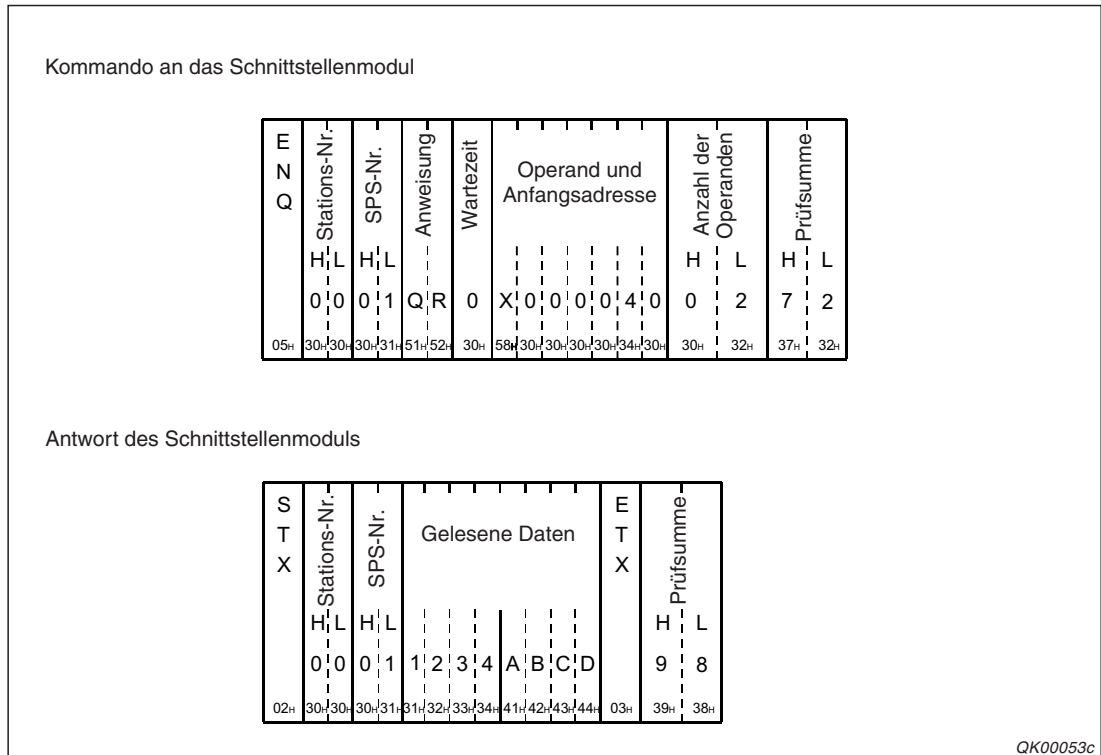 Kommando an das Schnittstellenmodul
E N Q
Stations-Nr.
SPS-Nr.
Anweisung
Wartezeit
Operand und
Anfangsadresse
Anzahl der
Operanden
Prüfsumme
H L H L H L H L
0 0 0 1 Q R 0 X 0 0 0 0 4 0 0 2 7 2
05H 30H 30H 30H 31H 51H 52H 30H 58H 30H 30H 30H 30H 34H 30H 30H 32H 37H 32H
Antwort des Schnittstellenmoduls
S T X
Stations-Nr.
SPS-Nr.
Gelesene Daten
E T X
Prüfsumme
H L H L H L
0 0 0 1 1 2 3 4 A B C D 9 8
02H 30H 30H 30H 31H 31H 32H 33H 34H 41H 42H 43H 44H 03H 39H 38H
QK00053c